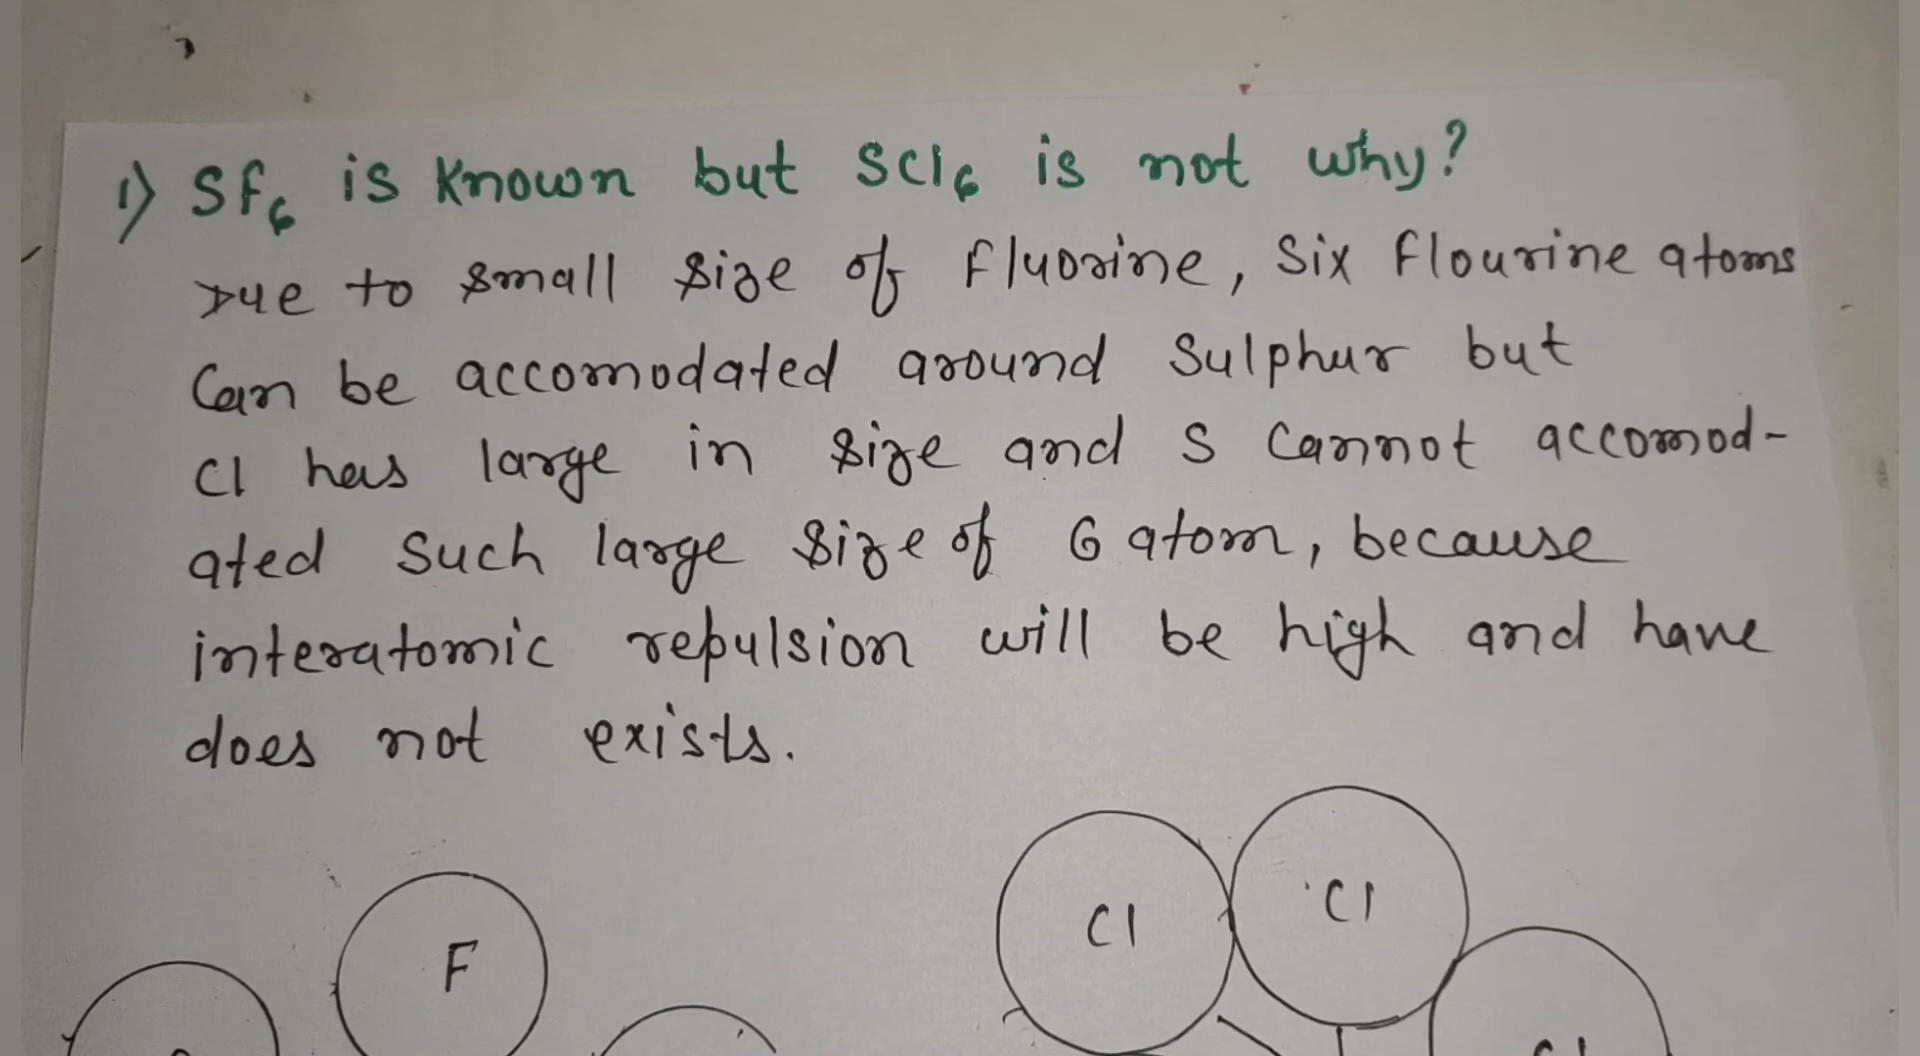 1) SF6 is known but SCl6 is not why?
Due to small size of Fluorine, Six flourine atoms
Can be accomodated around Sulphur but
Cl has large in size and S Cannot accomod-
ated Such large size of 6 atom, because
interatomic repulsion will be high and have
does not exists.
Cl
Cl
F